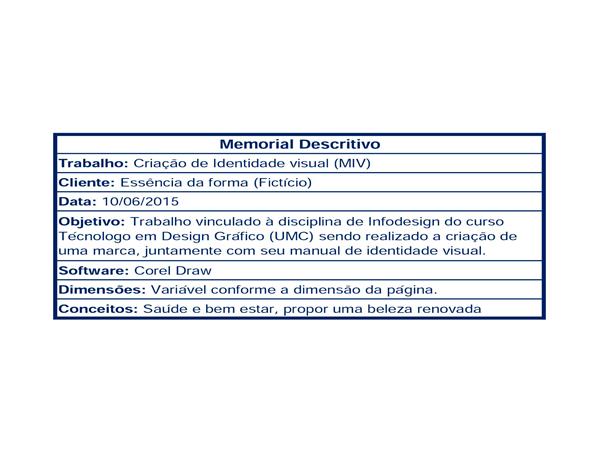 Memorial Descritivo
Trabalho: Criação de Identidade visual (MIV)
Cliente: Essência da forma (Fictício)
Data: 10/06/2015
Objetivo: Trabalho vinculado à disciplina de Infodesign do curso
Técnologo em Design Gráfico (UMC) sendo realizado a criação de
uma marca, juntamente com seu manual de identidade visual.
Software: Corel Draw
Dimensões: Variável conforme a dimensão da página.
Conceitos: Saúde e bem estar, propor uma beleza renovada